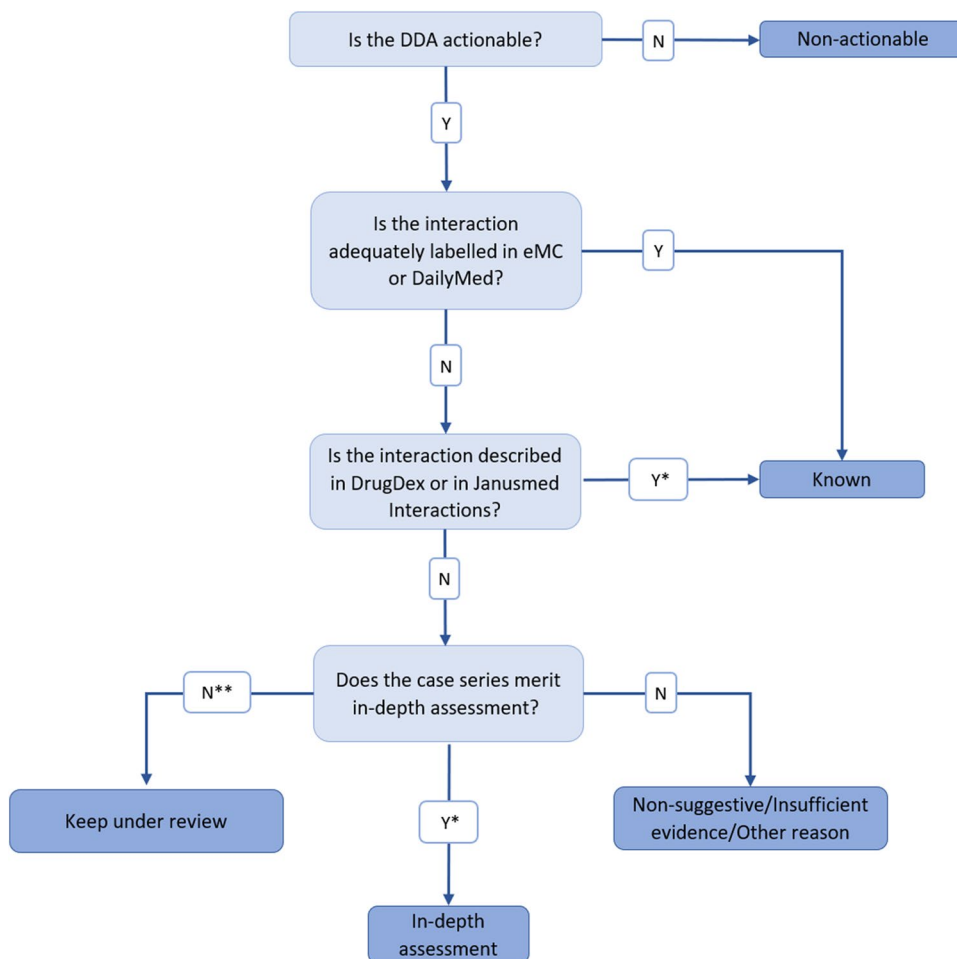 Is the DDA actionable?
N
Non-actionable
Y
Is the interaction
adequately labelled in eMC
or DailyMed?
Y
N
Is the interaction described
in DrugDex or in Janusmed
Interactions?
Y*
Known
N
Does the case series merit
in-depth assessment?
N**
N
Keep under review
Y*
Non-suggestive/Insufficient
evidence/Other reason
In-depth
assessment